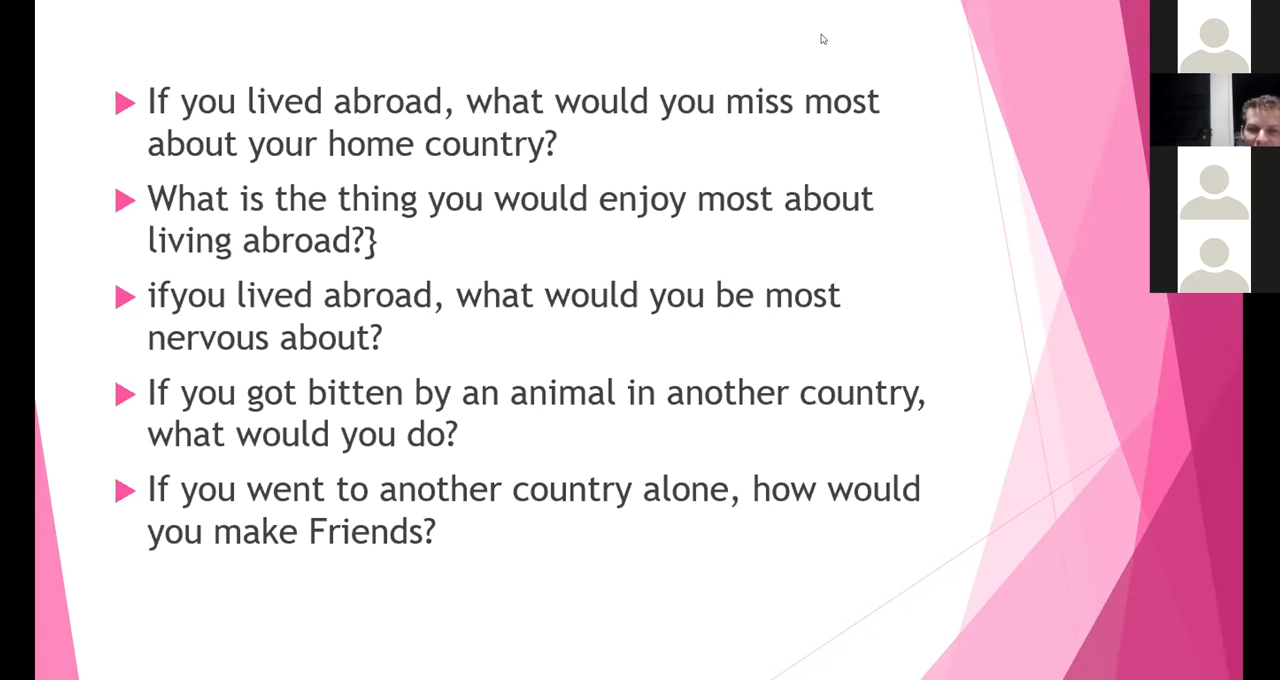 If you lived abroad, what would you miss most
about your home country?
What is the thing you would enjoy most about
living abroad?}
ifyou lived abroad, what would you be most
nervous about?
If you got bitten by an animal in another country,
what would you do?
If you went to another country alone, how would
you make Friends?